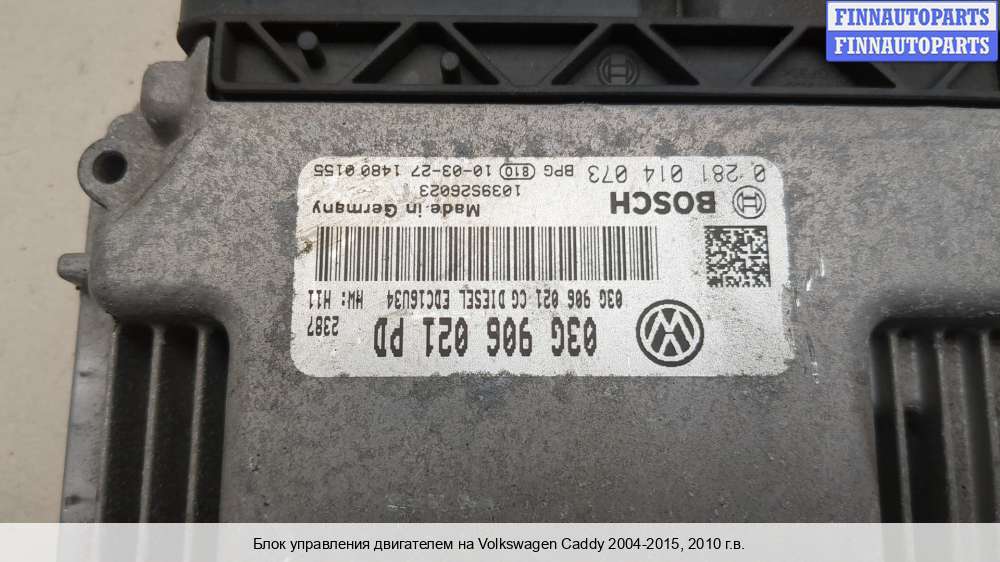 FINNAUTOPARTS
FINNAUTOPARTS
03G 906 021 PD
2387
03G 906 021 CG DIESEL EDC16U34 HW: H11
BOSCH
Made in Germany
1039S26023
0 281 014 073 BPG 810 10-03-27 1480 0155
Блок управления двигателем на Volkswagen Caddy 2004-2015, 2010 г.в.